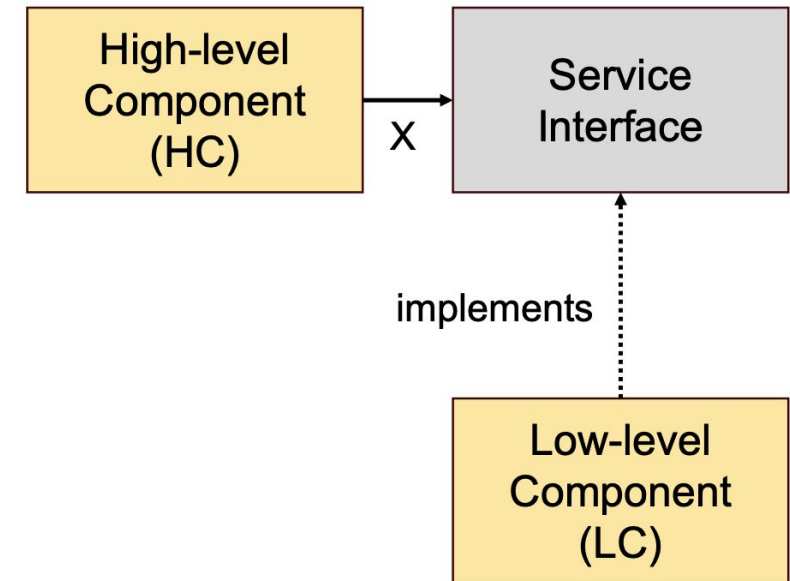 High-level
Component
(HC)
X
Service
Interface
implements
Low-level
Component
(LC)